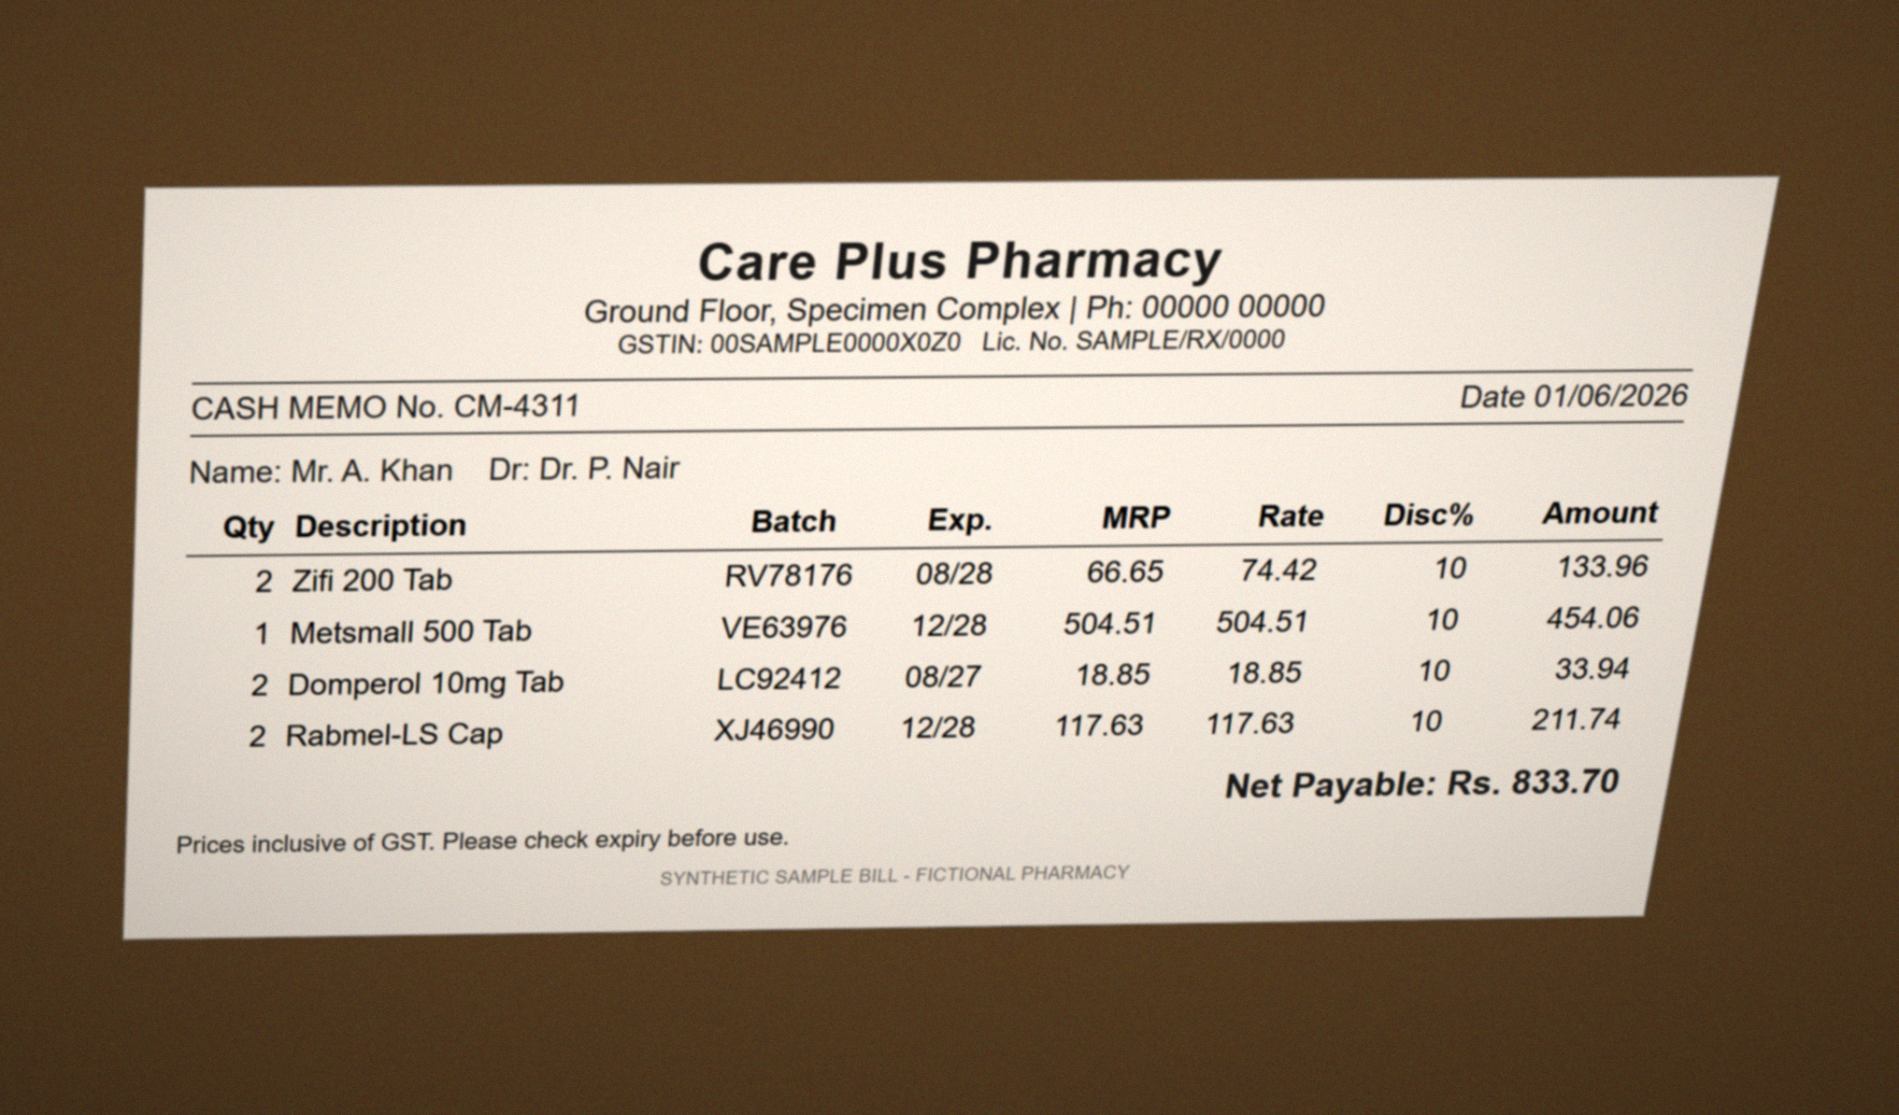 Care Plus Pharmacy
Ground Floor, Specimen Complex | Ph: 00000 00000
GSTIN: 00SAMPLE0000X0Z0 Lic. No. SAMPLE/RX/0000
CASH MEMO No. CM-4311 Date 01/06/2026
Name: Mr. A. Khan Dr: Dr. P. Nair
Qty Description Batch Exp. MRP Rate Disc% Amount
2 Zifi 200 Tab RV78176 08/28 66.65 74.42 10 133.96
1 Metsmall 500 Tab VE63976 12/28 504.51 504.51 10 454.06
2 Domperol 10mg Tab LC92412 08/27 18.85 18.85 10 33.94
2 Rabmel-LS Cap XJ46990 12/28 117.63 117.63 10 211.74
Net Payable: Rs. 833.70
Prices inclusive of GST. Please check expiry before use.
SYNTHETIC SAMPLE BILL - FICTIONAL PHARMACY